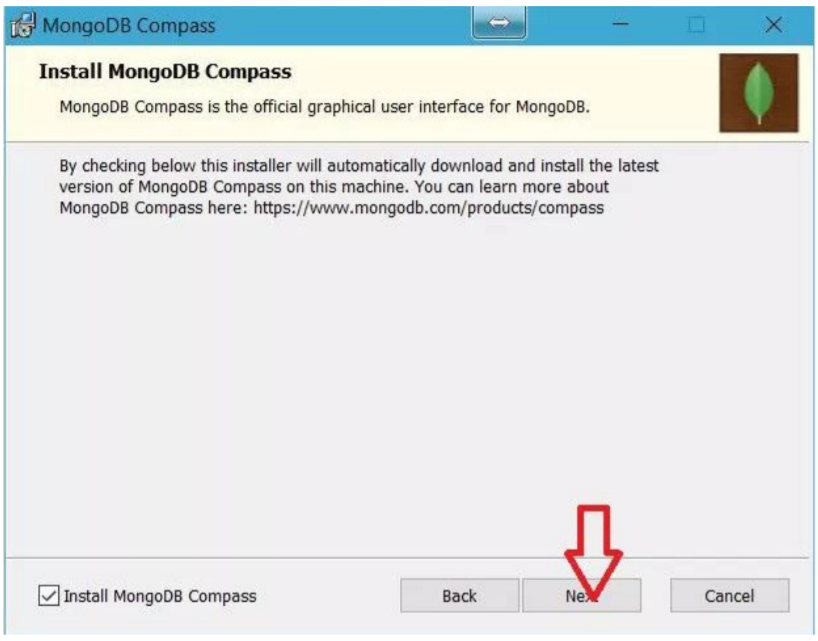 MongoDB Compass
Install MongoDB Compass
MongoDB Compass is the official graphical user interface for MongoDB.
By checking below this installer will automatically download and install the latest
version of MongoDB Compass on this machine. You can learn more about
MongoDB Compass here: https://www.mongodb.com/products/compass
Install MongoDB Compass
Back
Next
Cancel